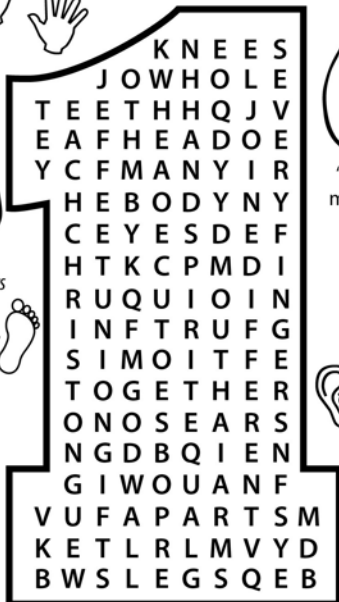 K N E E S
J O W H O L E
T E E T H H Q J V
E A F H E A D O E
Y C F M A N Y I R
H E B O D Y N Y
C E Y E S D E F
H T K C P M D I
R U Q U I O I N
I N F T R U F G
S I M O I T F E
T O G E T H E R
O N O S E A R S
N G D B Q I E N
G I W O U A N F
V U F A P A R T S M
K E T L R L M V Y D
B W S L E G S Q E B